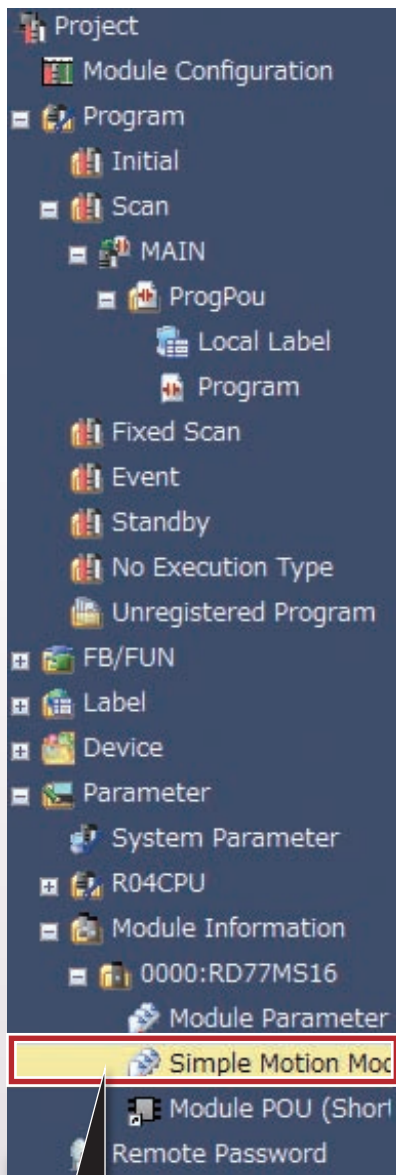 Project
Module Configuration
Program
Initial
Scan
MAIN
ProgPou
Local Label
Program
Fixed Scan
Event
Standby
No Execution Type
Unregistered Program
FB/FUN
Label
Device
Parameter
System Parameter
R04CPU
Module Information
0000:RD77MS16
Module Parameter
Simple Motion Mod
Module POU (Short
Remote Password